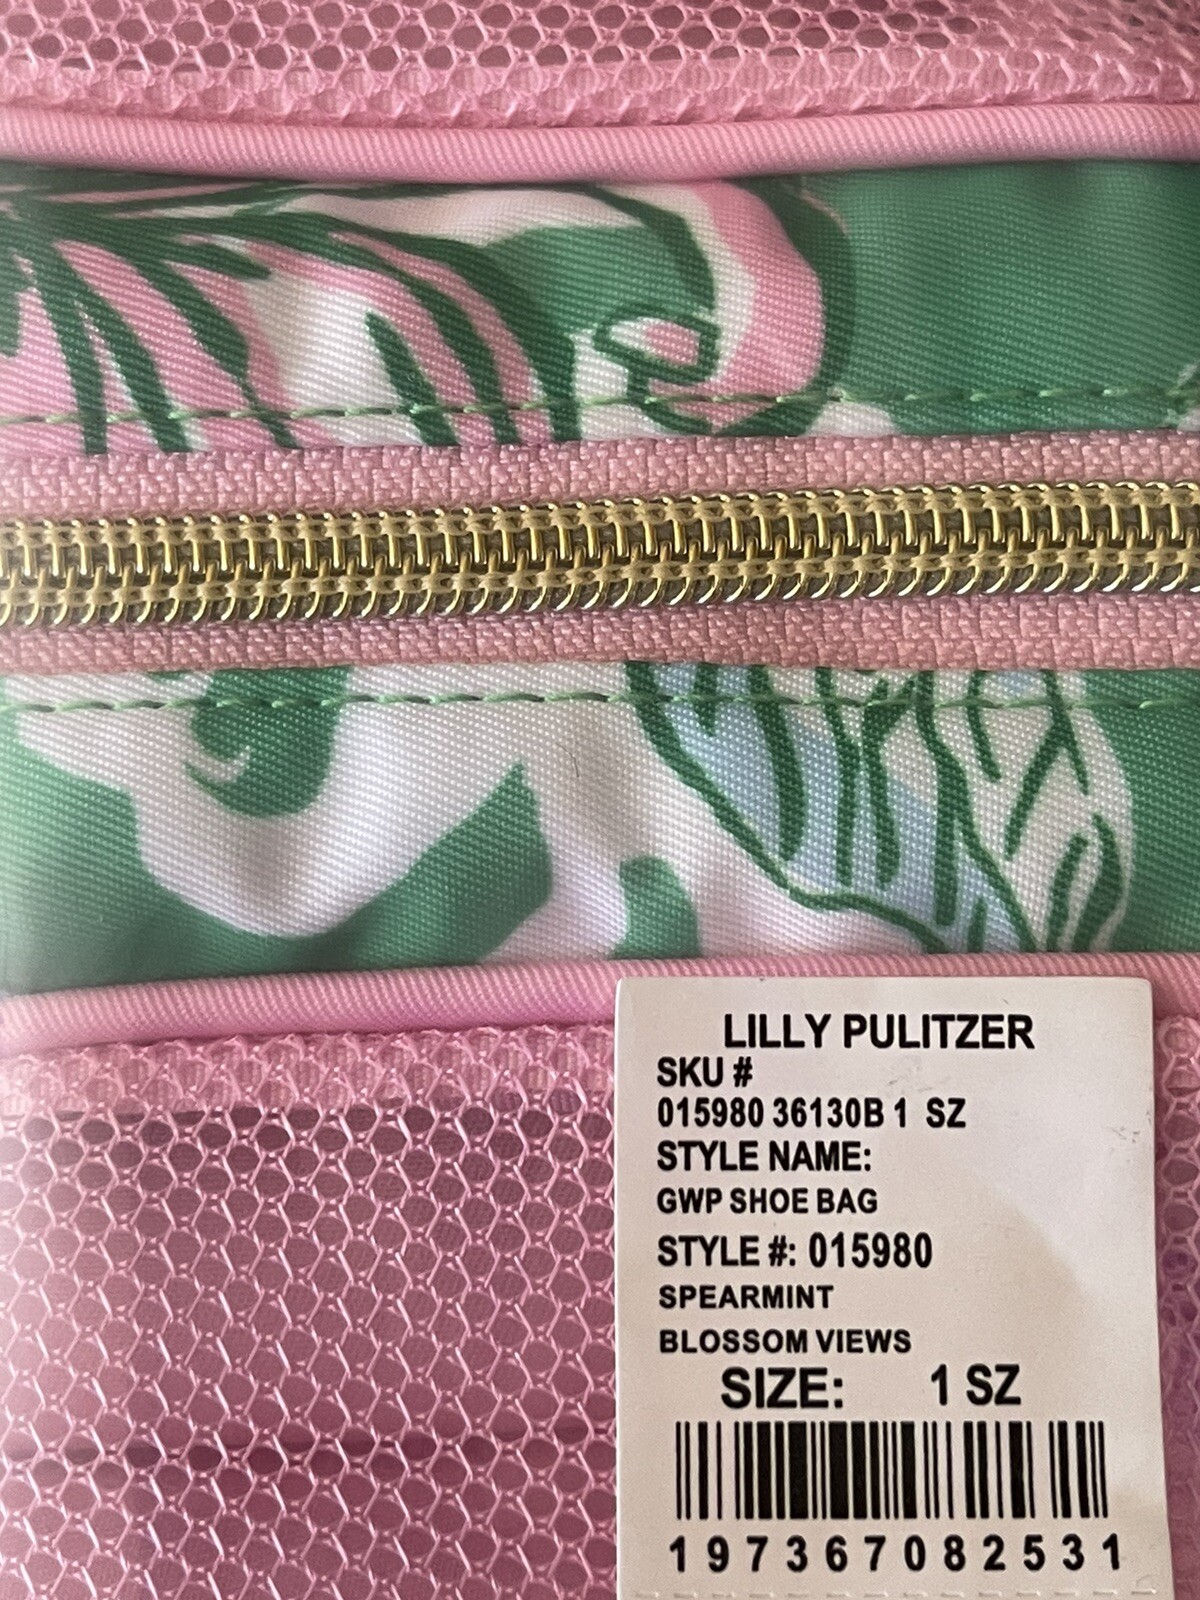 LILLY PULITZER
SKU #
015980 36130B 1 SZ
STYLE NAME:
GWP SHOE BAG
STYLE #: 015980
SPEARMINT
BLOSSOM VIEWS
SIZE: 1 SZ
197367082531